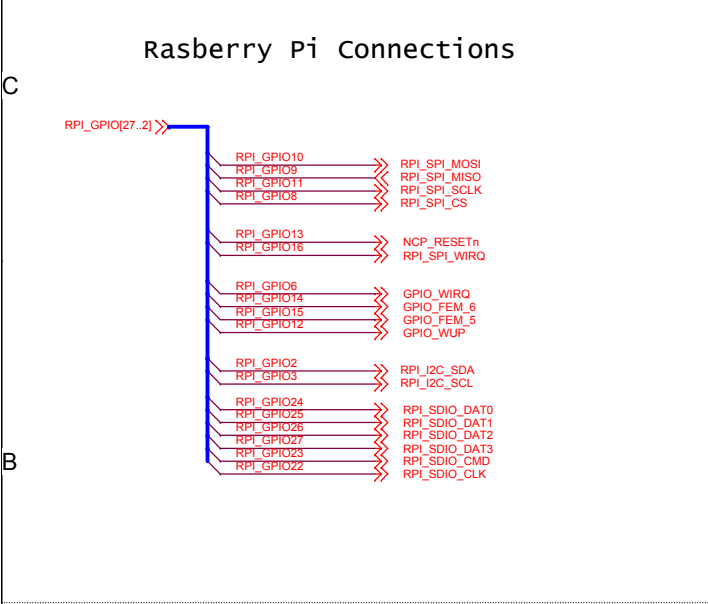 Rasberry Pi Connections
C
RPI_GPIO[27..2]
RPI_GPIO10 RPI_SPI_MOSI
RPI_GPIO9 RPI_SPI_MISO
RPI_GPIO11 RPI_SPI_SCLK
RPI_GPIO8 RPI_SPI_CS
RPI_GPIO13 NCP_RESETn
RPI_GPIO16 RPI_SPI_WIRQ
RPI_GPIO6 GPIO_WIRQ
RPI_GPIO14 GPIO_FEM_6
RPI_GPIO15 GPIO_FEM_5
RPI_GPIO12 GPIO_WUP
RPI_GPIO2 RPI_I2C_SDA
RPI_GPIO3 RPI_I2C_SCL
RPI_GPIO24 RPI_SDIO_DAT0
RPI_GPIO25 RPI_SDIO_DAT1
RPI_GPIO26 RPI_SDIO_DAT2
RPI_GPIO27 RPI_SDIO_DAT3
RPI_GPIO23 RPI_SDIO_CMD
B
RPI_GPIO22 RPI_SDIO_CLK